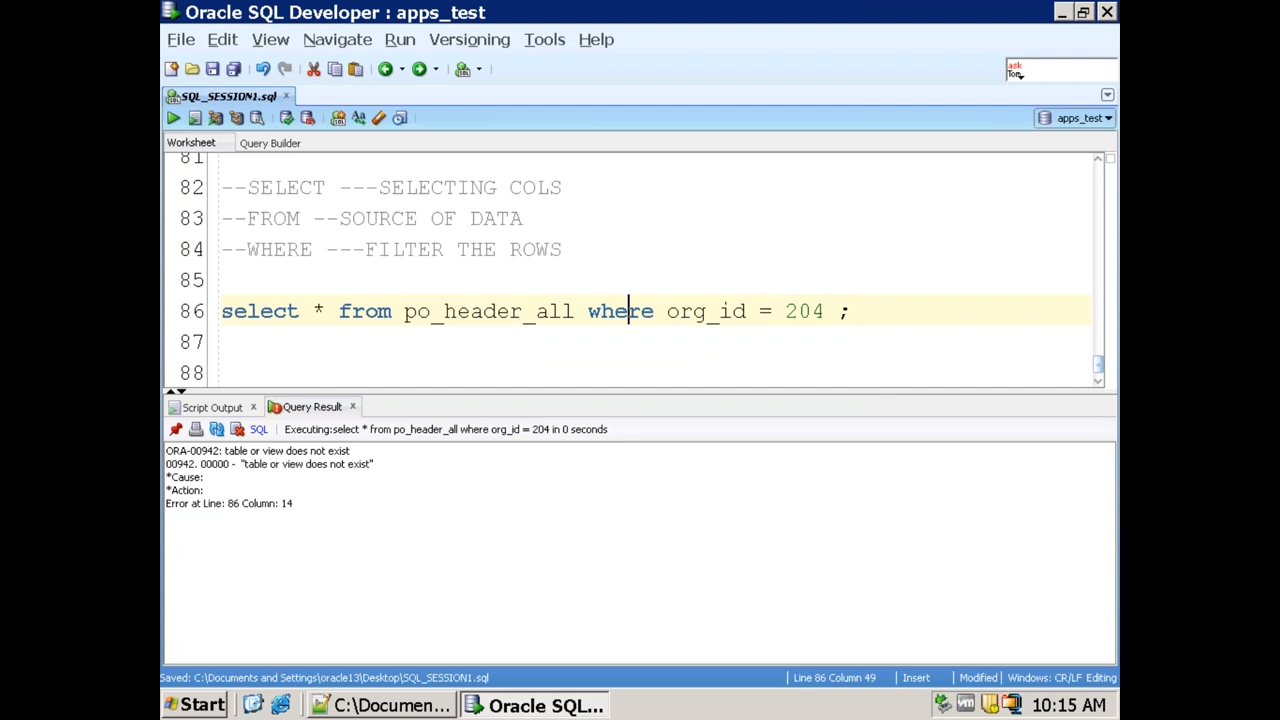 Oracle SQL Developer : apps_test
File Edit View Navigate Run Versioning Tools Help
ask
Tom
SQL_SESSION1.sql
apps_test
Worksheet Query Builder
81
82 --SELECT ---SELECTING COLS
83 --FROM --SOURCE OF DATA
84 --WHERE ---FILTER THE ROWS
85
86 select * from po_header_all where org_id = 204 ;
87
88
Script Output x Query Result x
SQL | Executing:select * from po_header_all where org_id = 204 in 0 seconds
ORA-00942: table or view does not exist
00942. 00000 - "table or view does not exist"
*Cause:
*Action:
Error at Line: 86 Column: 14
Saved: C:\Documents and Settings\oracle13\Desktop\SQL_SESSION1.sql Line 86 Column 49 Insert Modified Windows: CR/LF Editing
Start C:\Documen... Oracle SQL... vm 10:15 AM